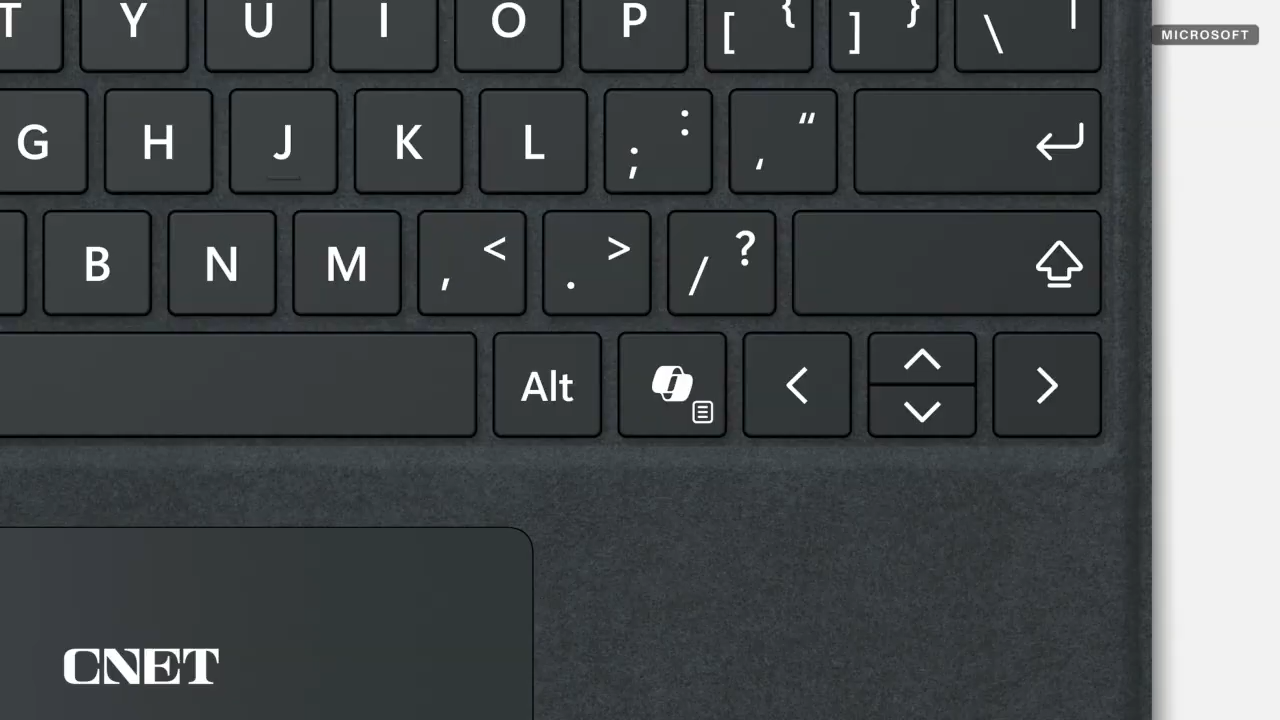 T Y U I O P [ { ] } \ |
MICROSOFT
G H J K L ; : ' “
B N M , < . > / ?
Alt
CNET